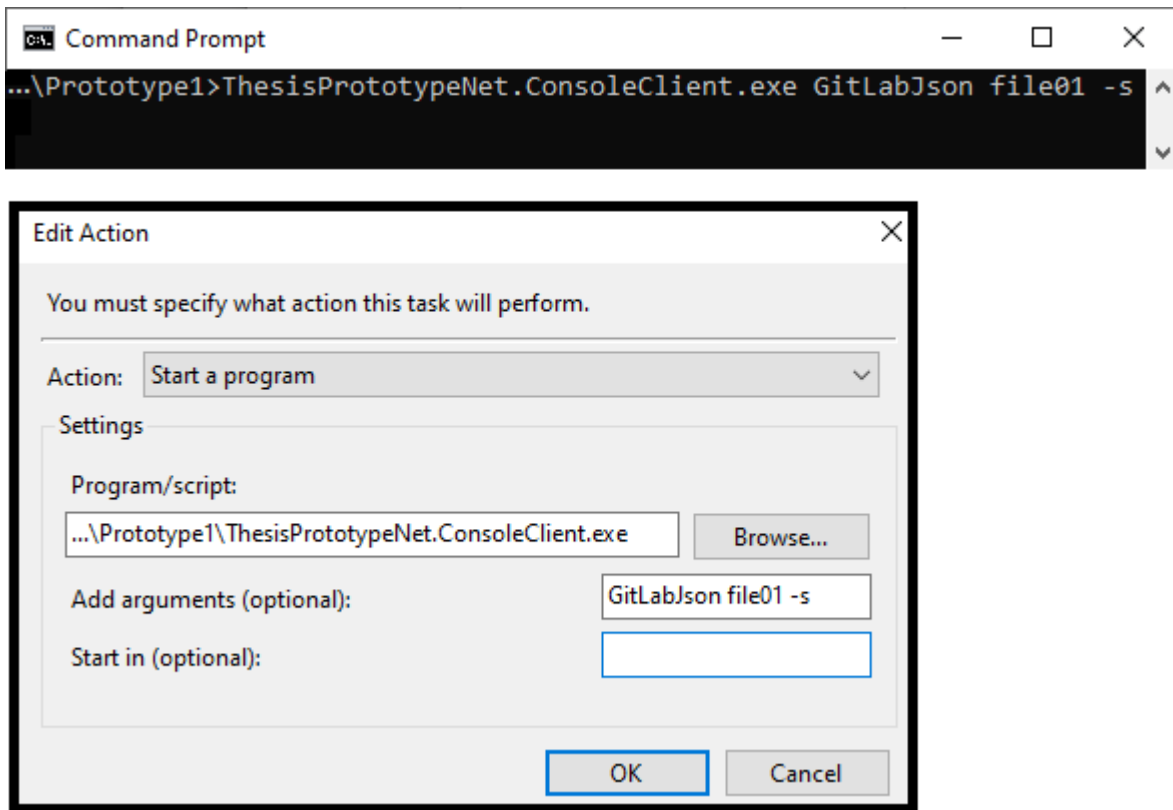 Command Prompt
...\Prototype1>ThesisPrototypeNet.ConsoleClient.exe GitLabJson file01 -s
Edit Action
You must specify what action this task will perform.
Action: Start a program
Settings
Program/script:
...\Prototype1\ThesisPrototypeNet.ConsoleClient.exe Browse...
Add arguments (optional): GitLabJson file01 -s
Start in (optional):
OK Cancel